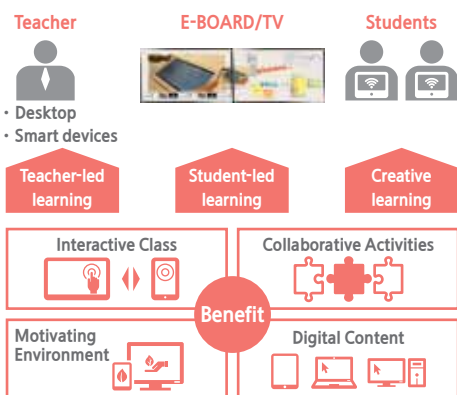 Teacher
E-BOARD/TV
Students
· Desktop
· Smart devices
Teacher-led
learning
Student-led
learning
Creative
learning
Interactive Class
Collaborative Activities
Benefit
Motivating
Environment
Digital Content